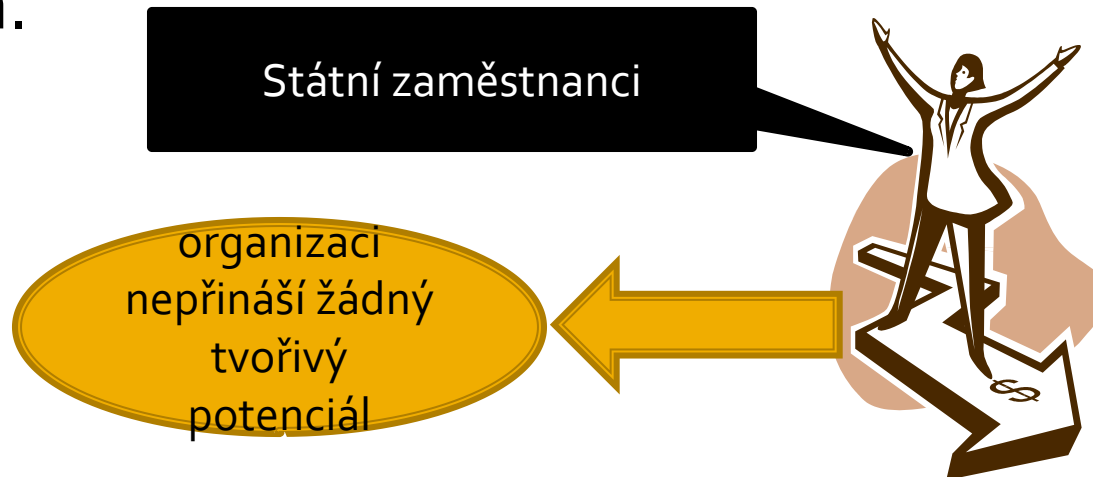 Státní zaměstnanci
organizaci
nepřináší žádný
tvořivý
potenciál
$